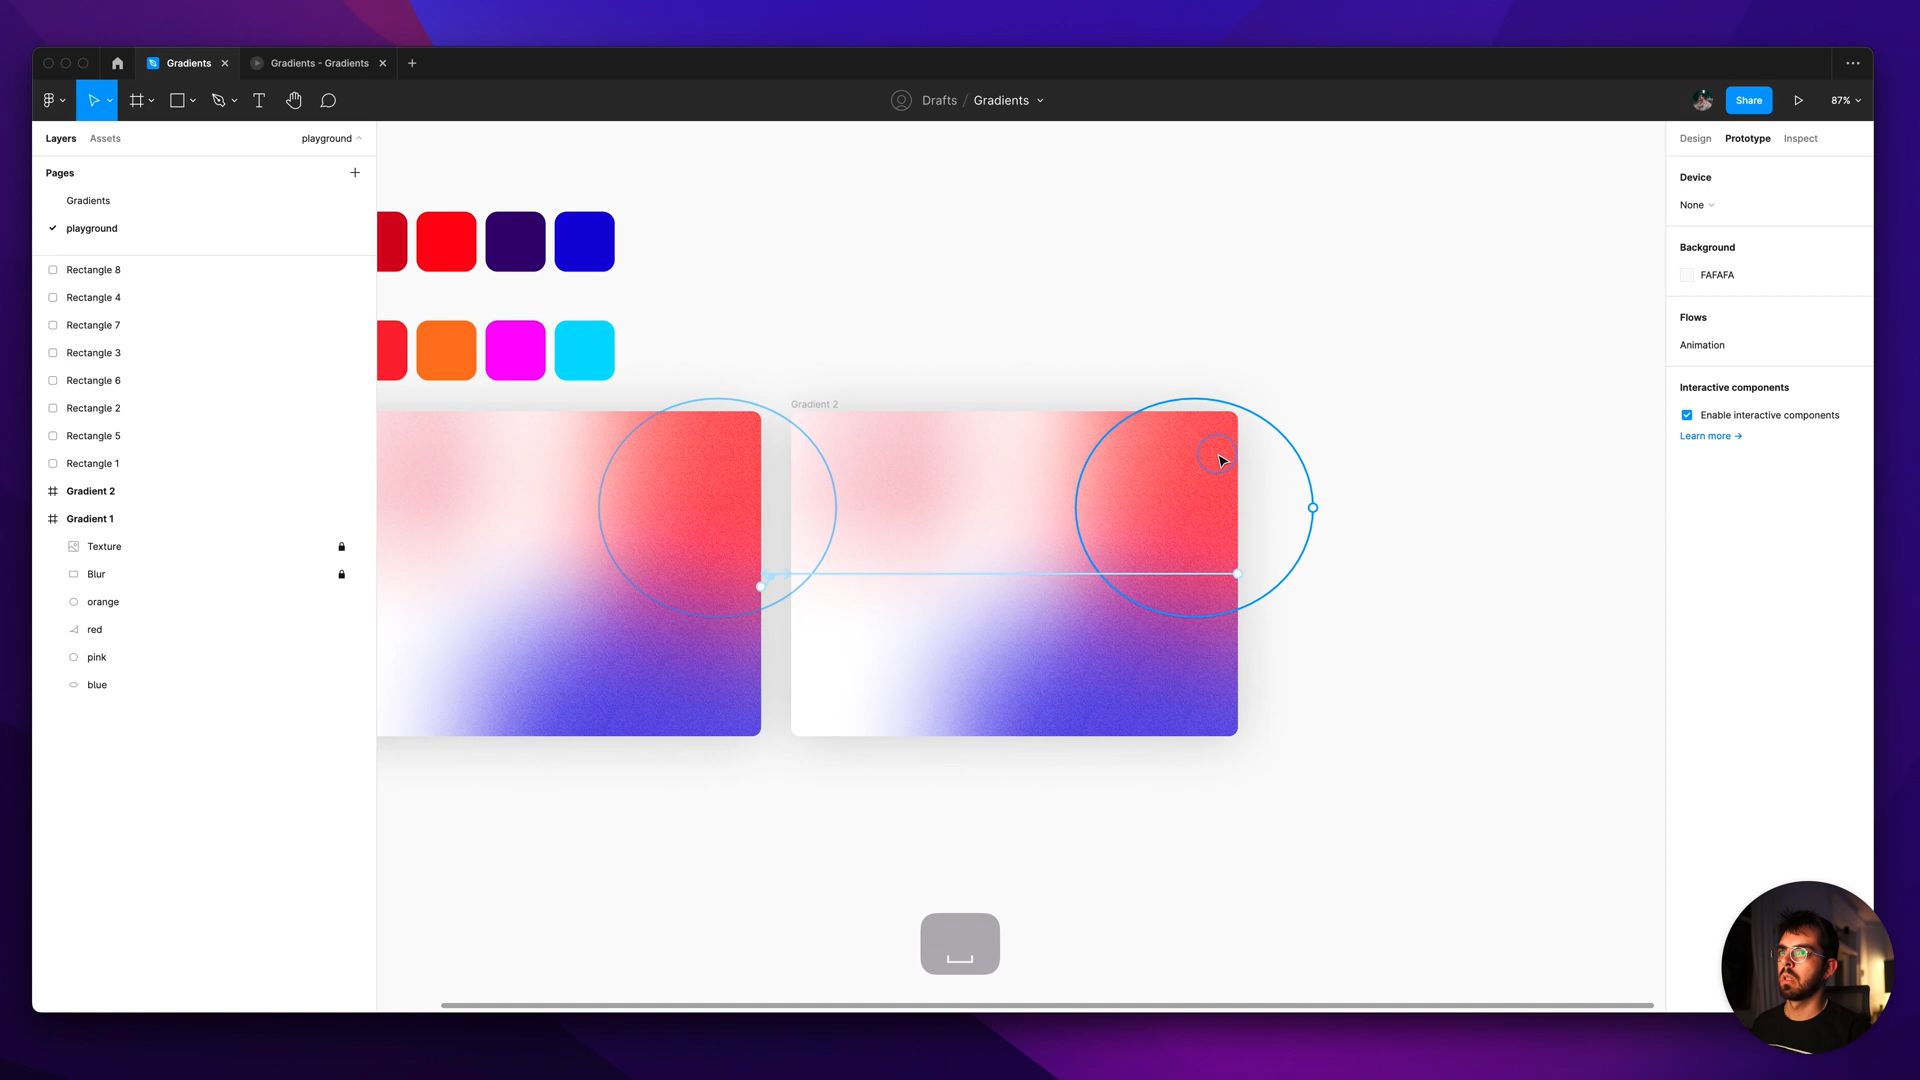 Gradients
Gradients - Gradients
Drafts / Gradients
Share
87%
Layers
Assets
playground
Pages
Gradients
playground
Rectangle 8
Rectangle 4
Rectangle 7
Rectangle 3
Rectangle 6
Rectangle 2
Rectangle 5
Rectangle 1
Gradient 2
Gradient 1
Texture
Blur
orange
red
pink
blue
Gradient 2
Design
Prototype
Inspect
Device
None
Background
FAFAFA
Flows
Animation
Interactive components
Enable interactive components
Learn more →